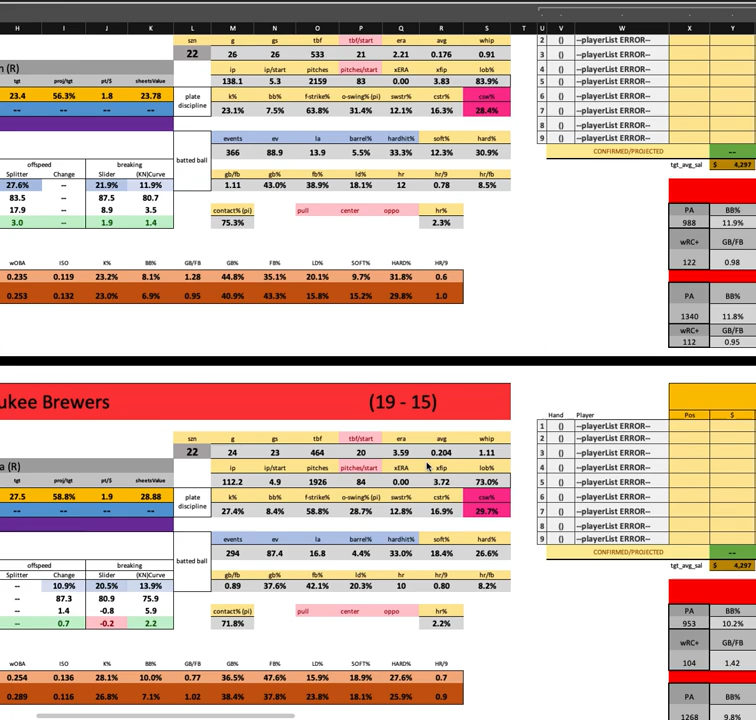 H I J K L M N O P Q R S T U V W X Y
szn g gs tbf tbf/start era avg whip 2 () --playerList ERROR--
22 26 26 533 21 2.21 0.176 0.91 3 () --playerList ERROR--
(R) ip ip/start pitches pitches/start xERA xfip lob% 4 () --playerList ERROR--
tgt proj/tgt pt/$ sheetsValue 138.1 5.3 2159 83 0.00 3.83 83.9% 5 () --playerList ERROR--
23.4 56.3% 1.8 23.78 plate discipline k% bb% f-strike% o-swing% (pi) swstr% cstr% csw% 6 () --playerList ERROR--
-- -- -- -- 23.1% 7.5% 63.8% 31.4% 12.1% 16.3% 28.4% 7 () --playerList ERROR--
8 () --playerList ERROR--
batted ball events ev la barrel% hardhit% soft% hard% 9 () --playerList ERROR--
366 88.9 13.9 5.5% 33.3% 12.3% 30.9% CONFIRMED/PROJECTED --
offspeed breaking tgt_avg_sal $ 4,297
Splitter Change Slider (KN)Curve gb/fb gb% fb% ld% hr hr/9 hr/fb
27.6% -- 21.9% 11.9% 1.11 43.0% 38.9% 18.1% 12 0.78 8.5%
83.5 -- 87.5 80.7
17.9 -- 8.9 3.5 contact% (pi) pull center oppo hr% PA BB%
3.0 -- 1.9 1.4 75.3% 2.3% 988 11.9%
wRC+ GB/FB
wOBA ISO K% BB% GB/FB GB% FB% LD% SOFT% HARD% HR/9 122 0.98
0.235 0.119 23.2% 8.1% 1.28 44.8% 35.1% 20.1% 9.7% 31.8% 0.6
0.253 0.132 23.0% 6.9% 0.95 40.9% 43.3% 15.8% 15.2% 29.8% 1.0 PA BB%
1340 11.8%
wRC+ GB/FB
112 0.95
ukee Brewers (19 - 15)
Hand Player Pos $
1 () --playerList ERROR--
szn g gs tbf tbf/start era avg whip 2 () --playerList ERROR--
22 24 23 464 20 3.59 0.204 1.11 3 () --playerList ERROR--
a (R) ip ip/start pitches pitches/start xERA xfip lob% 4 () --playerList ERROR--
tgt proj/tgt pt/$ sheetsValue 112.2 4.9 1926 84 0.00 3.72 73.0% 5 () --playerList ERROR--
27.5 58.8% 1.9 28.88 plate discipline k% bb% f-strike% o-swing% (pi) swstr% cstr% csw% 6 () --playerList ERROR--
-- -- -- -- 27.4% 8.4% 58.8% 28.7% 12.8% 16.9% 29.7% 7 () --playerList ERROR--
8 () --playerList ERROR--
batted ball events ev la barrel% hardhit% soft% hard% 9 () --playerList ERROR--
294 87.4 16.8 4.4% 33.0% 18.4% 26.6% CONFIRMED/PROJECTED --
offspeed breaking tgt_avg_sal $ 4,297
Splitter Change Slider (KN)Curve gb/fb gb% fb% ld% hr hr/9 hr/fb
-- 10.9% 20.5% 13.9% 0.89 37.6% 42.1% 20.3% 10 0.80 8.2%
-- 87.3 80.9 75.9
-- 1.4 -0.8 5.9 contact% (pi) pull center oppo hr% PA BB%
-- 0.7 -0.2 2.2 71.8% 2.2% 953 10.2%
wRC+ GB/FB
wOBA ISO K% BB% GB/FB GB% FB% LD% SOFT% HARD% HR/9 104 1.42
0.254 0.136 28.1% 10.0% 0.77 36.5% 47.6% 15.9% 18.9% 27.6% 0.7
0.289 0.116 26.8% 7.1% 1.02 38.4% 37.8% 23.8% 18.1% 25.9% 0.9 PA BB%
1268 9.8%